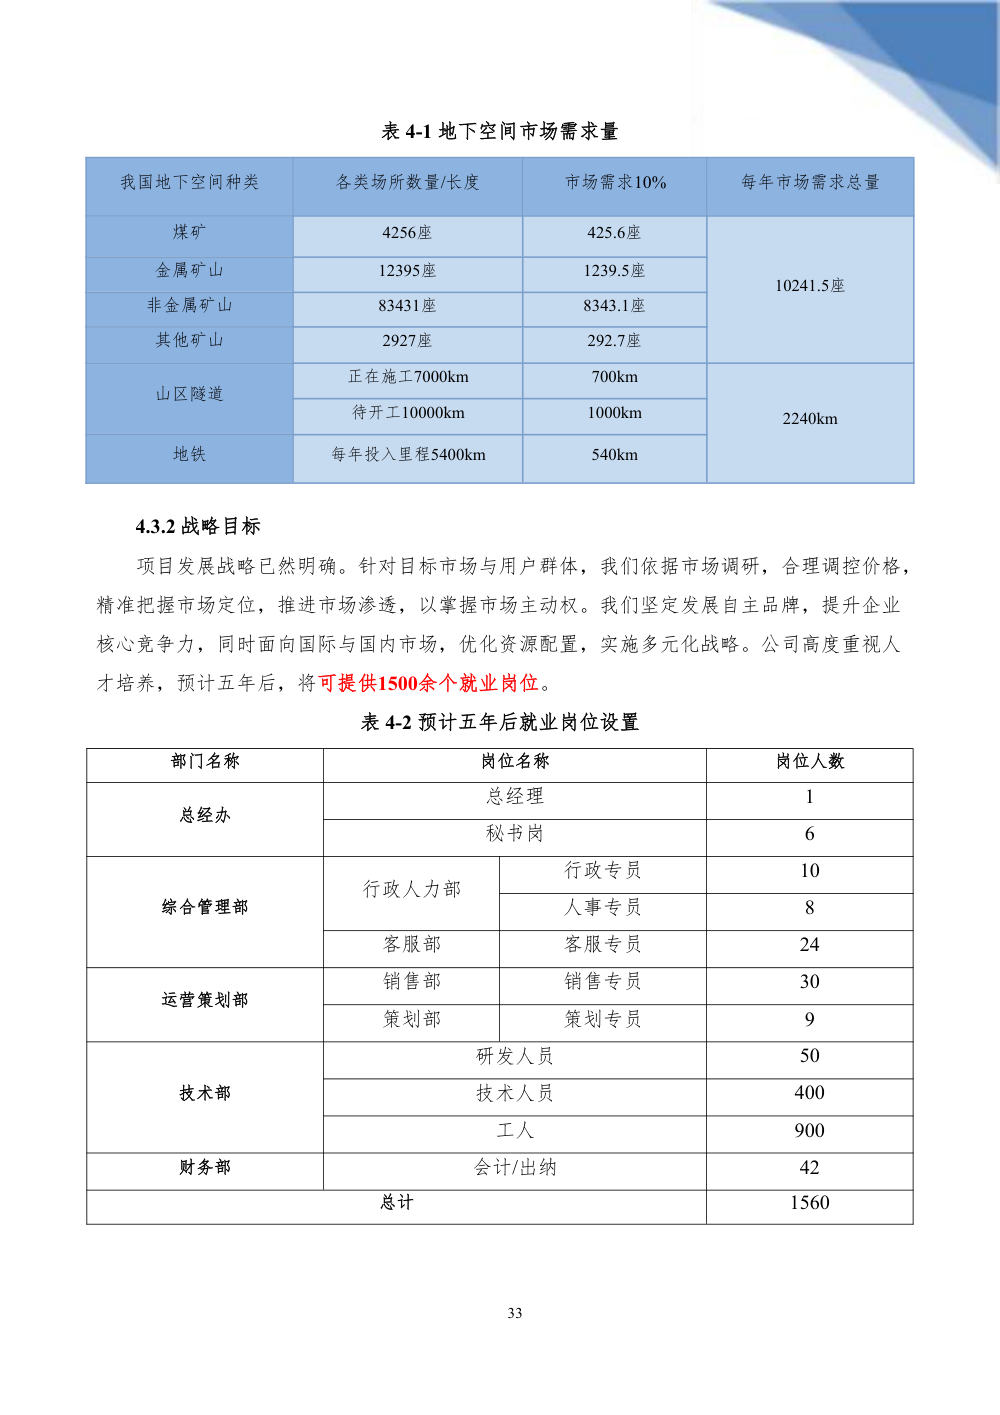 表 4-1 地下空间市场需求量
我国地下空间种类 各类场所数量/长度 市场需求10% 每年市场需求总量
煤矿 4256座 425.6座
金属矿山 12395座 1239.5座
10241.5座
非金属矿山 83431座 8343.1座
其他矿山 2927座 292.7座
正在施工7000km 700km
山区隧道
待开工10000km 1000km
2240km
地铁 每年投入里程5400km 540km
4.3.2 战略目标
项目发展战略已然明确。针对目标市场与用户群体，我们依据市场调研，合理调控价格，
精准把握市场定位，推进市场渗透，以掌握市场主动权。我们坚定发展自主品牌，提升企业
核心竞争力，同时面向国际与国内市场，优化资源配置，实施多元化战略。公司高度重视人
才培养，预计五年后，将可提供1500余个就业岗位。
表 4-2 预计五年后就业岗位设置
部门名称 岗位名称 岗位人数
总经理 1
总经办
秘书岗 6
行政专员 10
行政人力部
综合管理部 人事专员 8
客服部 客服专员 24
销售部 销售专员 30
运营策划部
策划部 策划专员 9
研发人员 50
技术部 技术人员 400
工人 900
财务部 会计/出纳 42
总计 1560
33